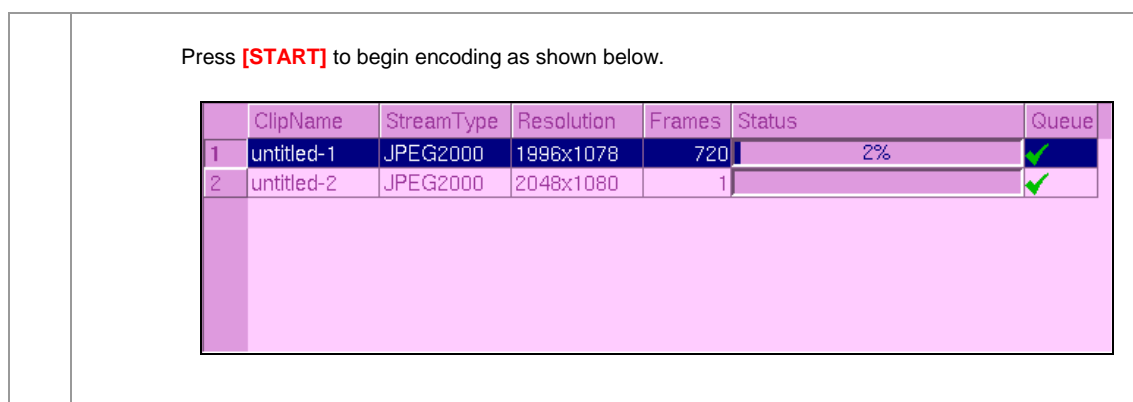 Press [START] to begin encoding as shown below.
ClipName StreamType Resolution Frames Status Queue
1 untitled-1 JPEG2000 1996x1078 720 2%
2 untitled-2 JPEG2000 2048x1080 1